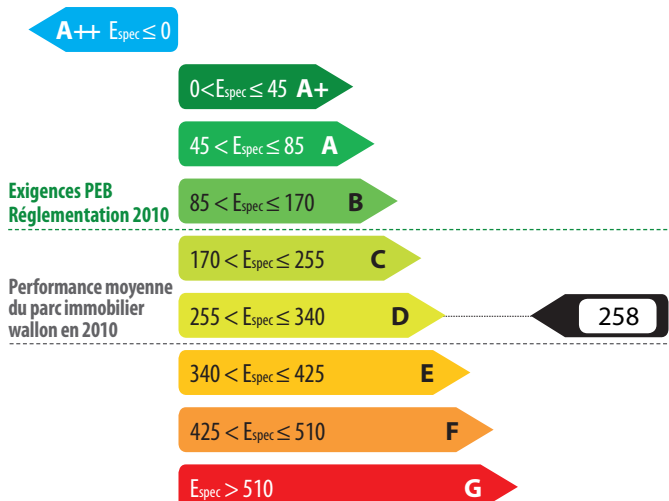 A++ Espec ≤ 0
0 < Espec ≤ 45 A+
45 < Espec ≤ 85 A
Exigences PEB
Réglementation 2010
85 < Espec ≤ 170 B
170 < Espec ≤ 255 C
Performance moyenne
du parc immobilier
wallon en 2010
255 < Espec ≤ 340 D
258
340 < Espec ≤ 425 E
425 < Espec ≤ 510 F
Espec > 510 G